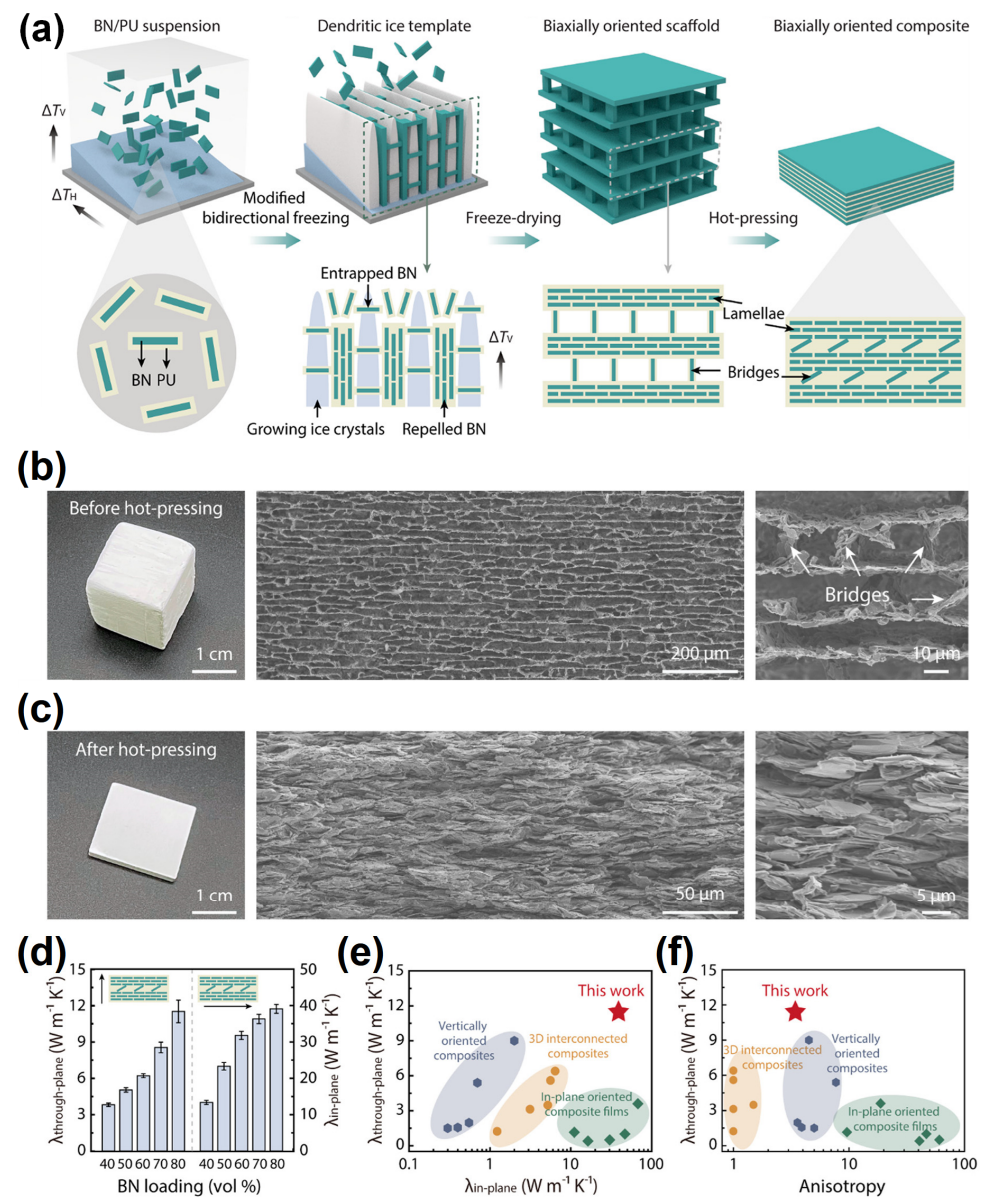 (a)
BN/PU suspension
Dendritic ice template
Biaxially oriented scaffold
Biaxially oriented composite
ΔTV
ΔTH
Modified
bidirectional freezing
Freeze-drying
Hot-pressing
BN PU
Entrapped BN
ΔTV
Growing ice crystals
Repelled BN
Lamellae
Bridges
(b)
Before hot-pressing
1 cm
200 μm
Bridges
10 μm
(c)
After hot-pressing
1 cm
50 μm
5 μm
(d)
λthrough-plane (W m⁻¹ K⁻¹)
15
12
9
6
3
0
40 50 60 70 80
40 50 60 70 80
BN loading (vol %)
50
40
30
20
10
0
λin-plane (W m⁻¹ K⁻¹)
(e)
λthrough-plane (W m⁻¹ K⁻¹)
15
12
9
6
3
0
This work
Vertically
oriented
composites
3D interconnected
composites
In-plane oriented
composite films
0.1 1 10 100
λin-plane (W m⁻¹ K⁻¹)
(f)
λthrough-plane (W m⁻¹ K⁻¹)
15
12
9
6
3
0
This work
3D interconnected
composites
Vertically
oriented
composites
In-plane oriented
composite films
1 10 100
Anisotropy